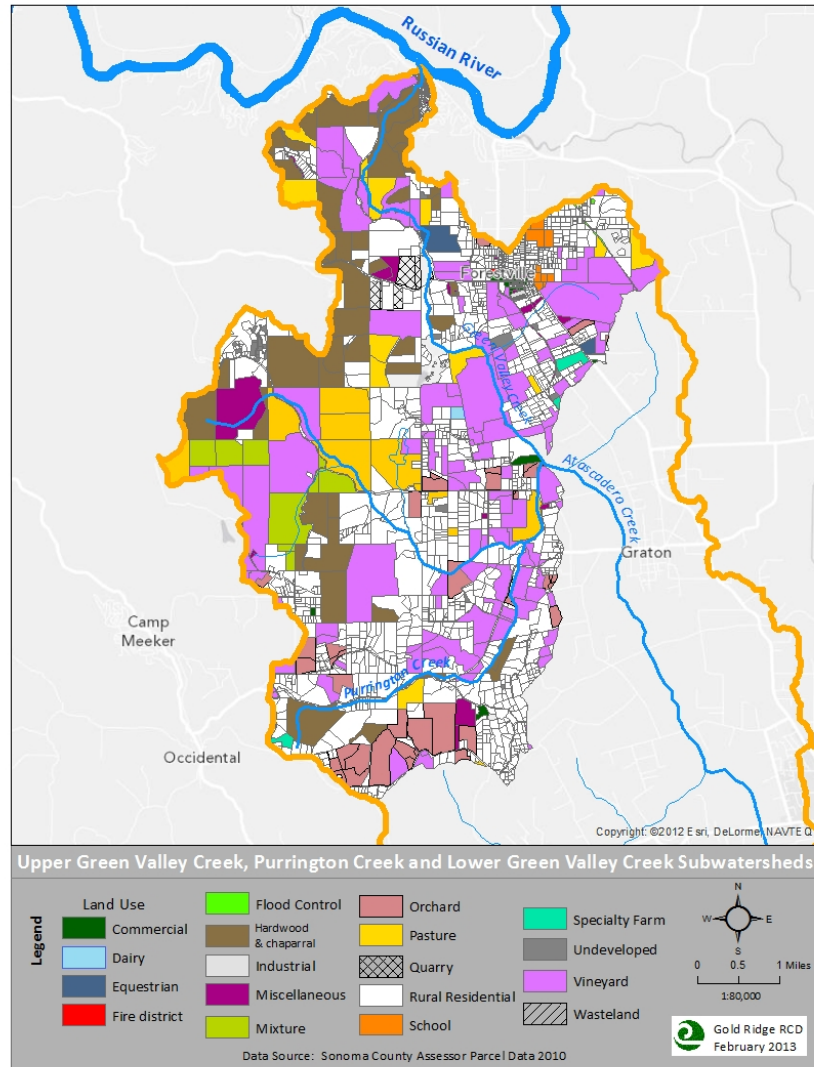 Russian River
Forestville
Green Valley Creek
Atascadero Creek
Graton
Camp
Meeker
Purrington Creek
Occidental
Copyright: ©2012 Esri, DeLorme, NAVTEQ
Upper Green Valley Creek, Purrington Creek and Lower Green Valley Creek Subwatersheds
Legend
Land Use
Commercial
Dairy
Equestrian
Fire district
Flood Control
Hardwood
& chaparral
Industrial
Miscellaneous
Mixture
Orchard
Pasture
Quarry
Rural Residential
School
Specialty Farm
Undeveloped
Vineyard
Wasteland
N
W E
S
0 0.5 1 Miles
1:80,000
Gold Ridge RCD
February 2013
Data Source: Sonoma County Assessor Parcel Data 2010